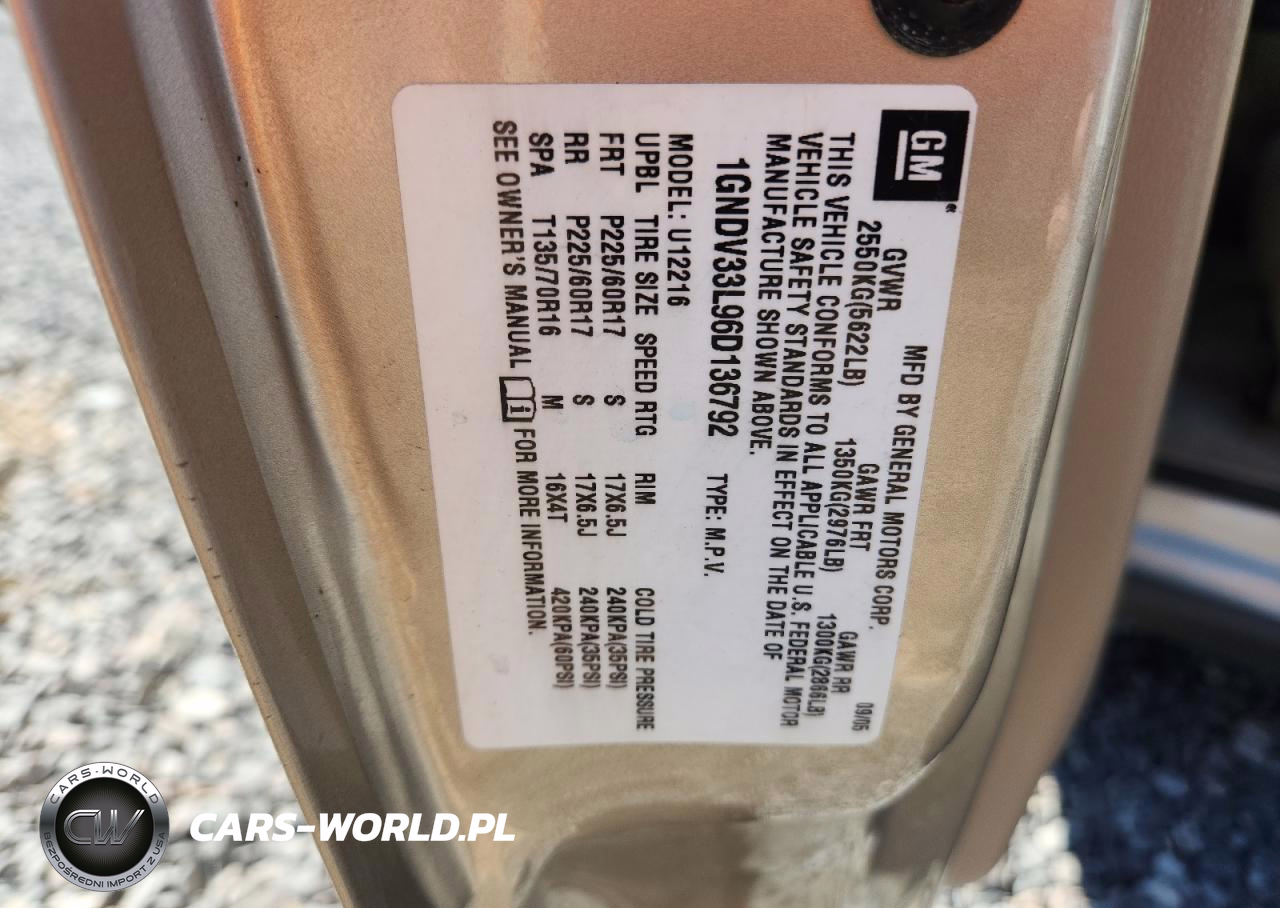 GM®
MFD BY GENERAL MOTORS CORP.
09/05
GVWR GAWR FRT GAWR RR
2550KG(5622LB) 1350KG(2976LB) 1300KG(2866LB)
THIS VEHICLE CONFORMS TO ALL APPLICABLE U.S. FEDERAL MOTOR
VEHICLE SAFETY STANDARDS IN EFFECT ON THE DATE OF
MANUFACTURE SHOWN ABOVE.
1GNDV33L96D136792 TYPE: M.P.V.
MODEL: U12216
UPBL TIRE SIZE SPEED RTG RIM COLD TIRE PRESSURE
FRT P225/60R17 S 17X6.5J 240KPA(35PSI)
RR P225/60R17 S 17X6.5J 240KPA(35PSI)
SPA T135/70R16 M 16X4T 420KPA(60PSI)
SEE OWNER'S MANUAL FOR MORE INFORMATION.
CARS-WORLD
CW
BEZPOŚREDNI IMPORT Z USA
CARS-WORLD.PL